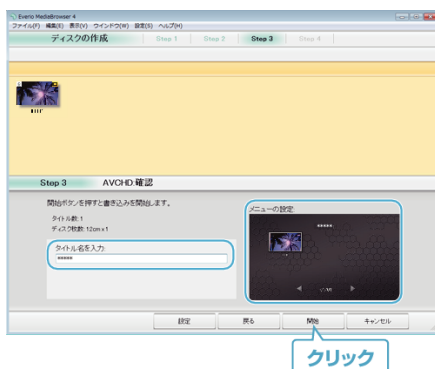 Everio MediaBrowser 4
ファイル(F) 編集(E) 表示(V) ウインドウ(W) 設定(S) ヘルプ(H)
ディスクの作成 Step 1 Step 2 Step 3 Step 4
Step 3 AVCHD:確認
開始ボタンを押すと書き込みを開始します。
タイトル数: 1
ディスク枚数: 12cm x1
タイトル名を入力:
*****
メニューの設定:
*****
設定 戻る 開始 キャンセル
クリック